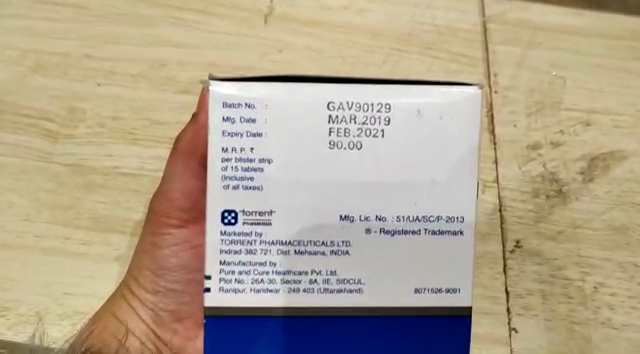 Batch No. : GAV90129
Mfg. Date : MAR.2019
Expiry Date : FEB.2021
M.R.P. ₹ 90.00
per blister strip
of 15 tablets
(Inclusive
of all taxes)
torrent
PHARMA
Mfg. Lic. No. : 51/UA/SC/P-2013
® - Registered Trademark
Marketed by :
TORRENT PHARMACEUTICALS LTD.
Indrad-382 721, Dist. Mehsana, INDIA.
Manufactured by :
Pure and Cure Healthcare Pvt. Ltd.
Plot No.: 26A-30, Sector - 8A, IIE, SIDCUL,
Ranipur, Haridwar - 249 403 (Uttarakhand)
8071526-9091